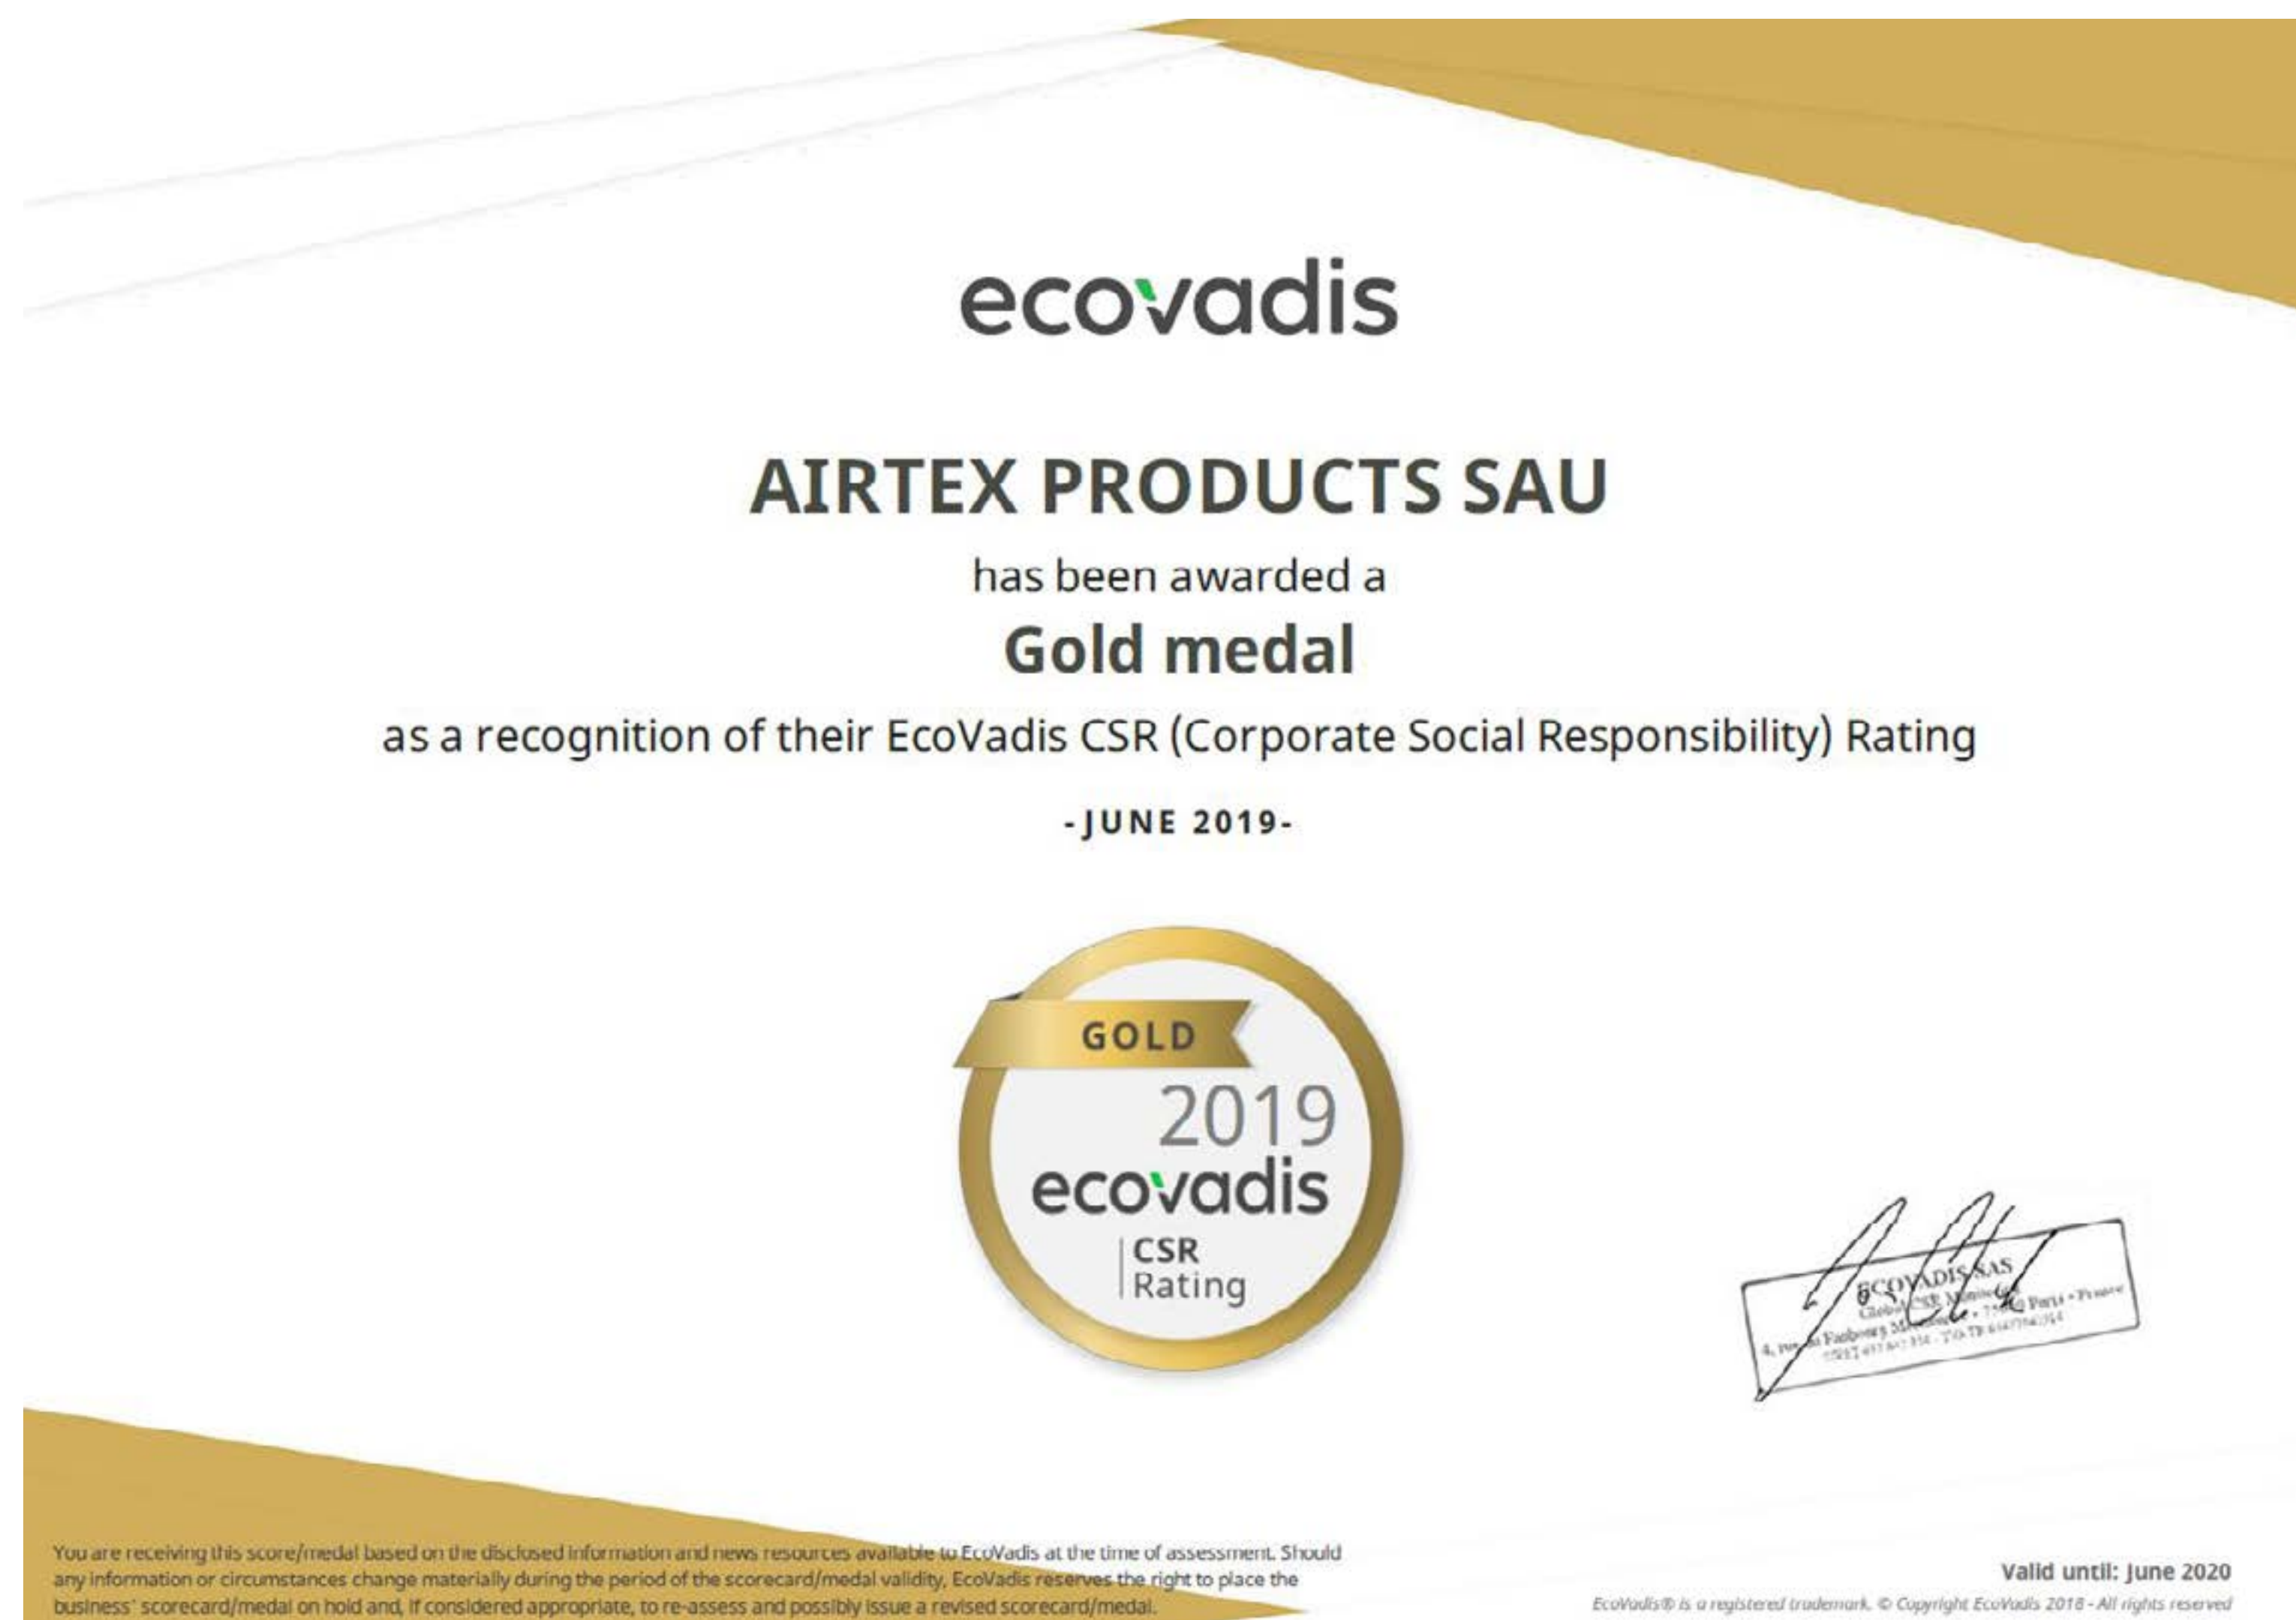 ecovadis
AIRTEX PRODUCTS SAU
has been awarded a
Gold medal
as a recognition of their EcoVadis CSR (Corporate Social Responsibility) Rating
-JUNE 2019-
GOLD
2019
ecovadis
CSR
Rating
ECOVADIS SAS
You are receiving this score/medal based on the disclosed information and news resources available to EcoVadis at the time of assessment. Should
any information or circumstances change materially during the period of the scorecard/medal validity, EcoVadis reserves the right to place the
business' scorecard/medal on hold and, if considered appropriate, to re-assess and possibly issue a revised scorecard/medal.
Valid until: June 2020
EcoVadis® is a registered trademark. © Copyright EcoVadis 2018 - All rights reserved